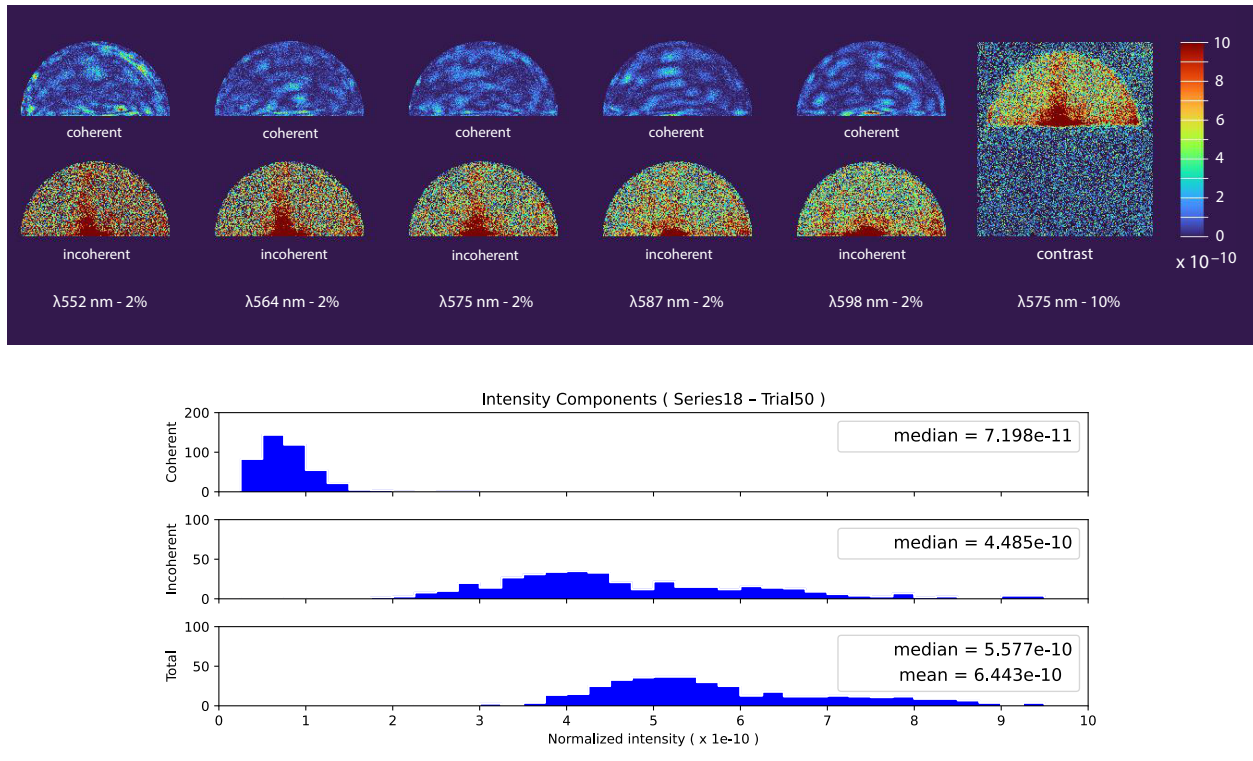 coherent coherent coherent coherent coherent
incoherent incoherent incoherent incoherent incoherent contrast
λ552 nm - 2% λ564 nm - 2% λ575 nm - 2% λ587 nm - 2% λ598 nm - 2% λ575 nm - 10%
10
8
6
4
2
0
x 10⁻¹⁰
Intensity Components ( Series18 – Trial50 )
Coherent
200
100
0
median = 7.198e-11
Incoherent
100
50
0
median = 4.485e-10
Total
100
50
0
median = 5.577e-10
mean = 6.443e-10
0 1 2 3 4 5 6 7 8 9 10
Normalized intensity ( x 1e-10 )